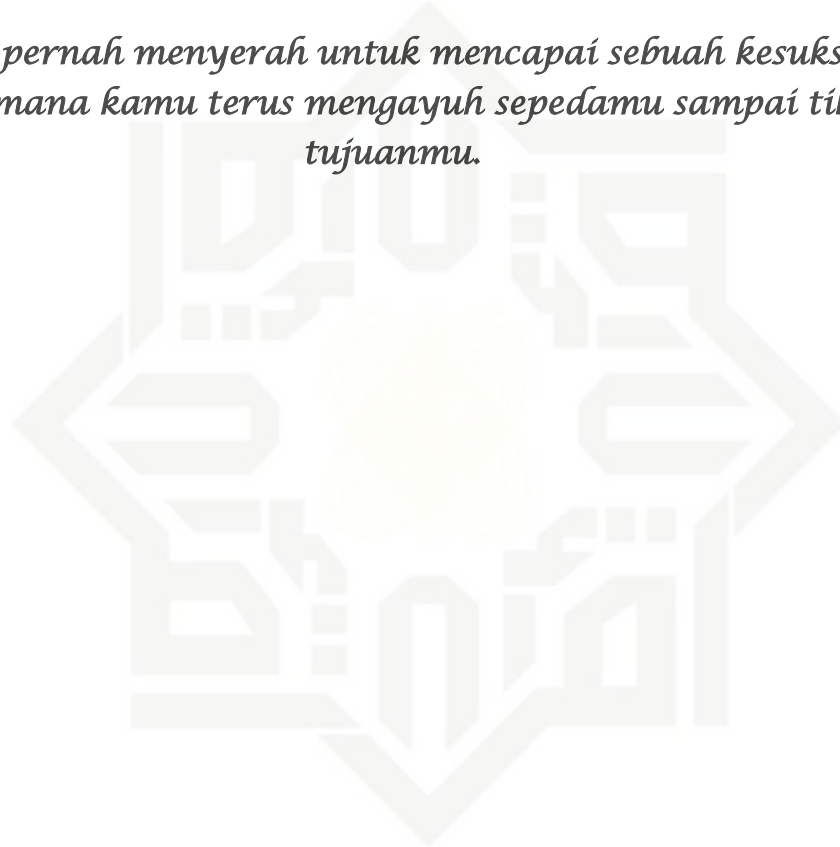 pernah menyerah untuk mencapai sebuah kesuks
mana kamu terus mengayuh sepedamu sampai ti
tujuanmu.